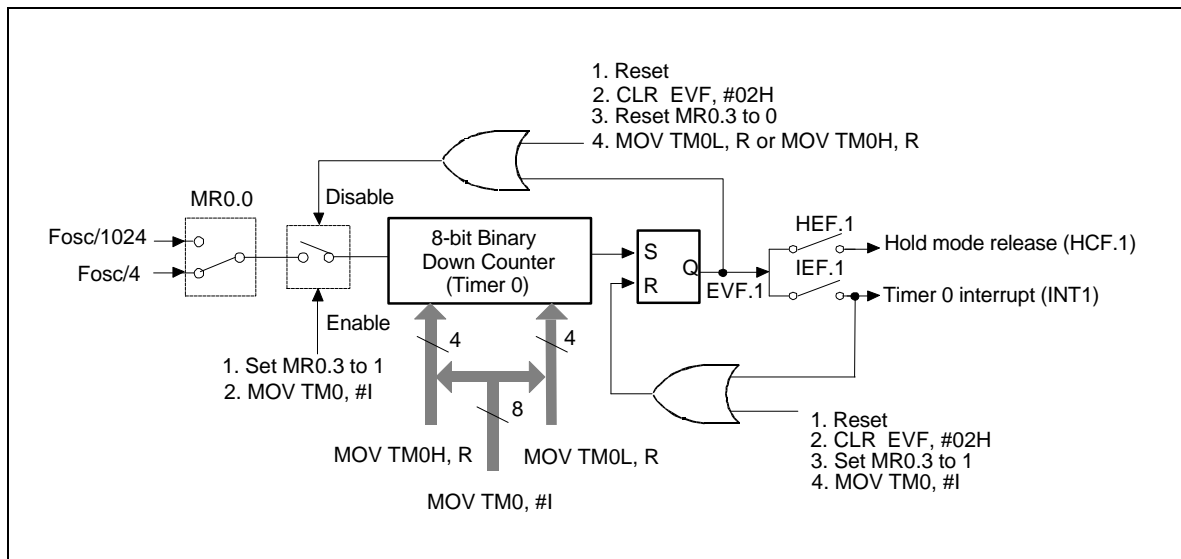 1. Reset
2. CLR EVF, #02H
3. Reset MR0.3 to 0
4. MOV TM0L, R or MOV TM0H, R
MR0.0
Disable
Fosc/1024
Fosc/4
8-bit Binary
Down Counter
(Timer 0)
S
Q
R
EVF.1
HEF.1
Hold mode release (HCF.1)
IEF.1
Timer 0 interrupt (INT1)
Enable
1. Set MR0.3 to 1
2. MOV TM0, #I
4
4
8
MOV TM0H, R
MOV TM0L, R
MOV TM0, #I
1. Reset
2. CLR EVF, #02H
3. Set MR0.3 to 1
4. MOV TM0, #I